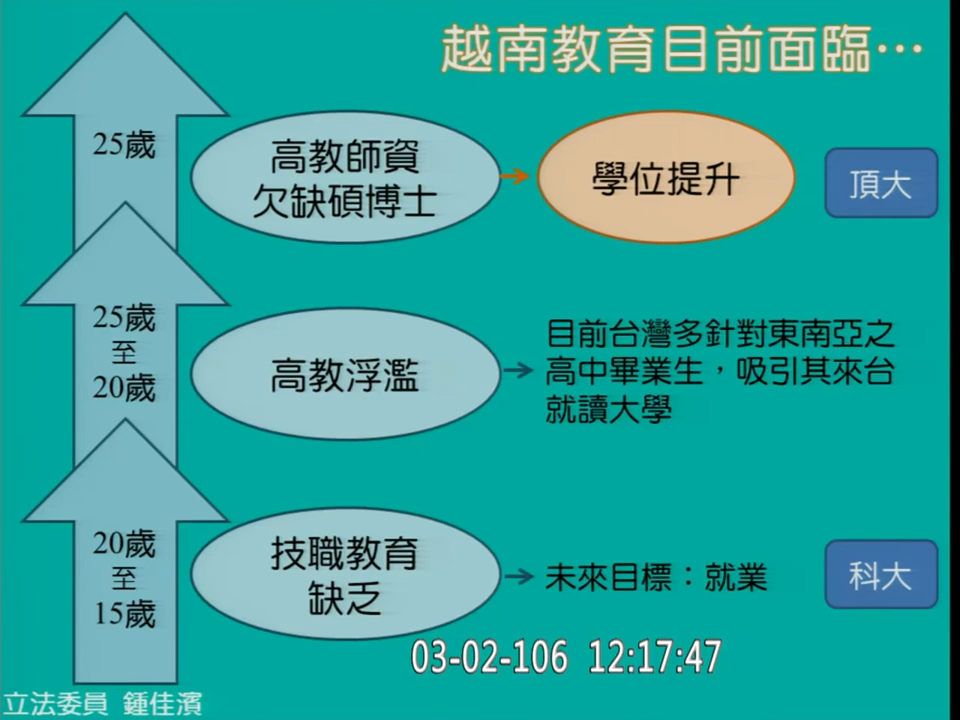 越南教育目前面臨…
25歲
高教師資
欠缺碩博士
學位提升
頂大
25歲
至
20歲
高教浮濫
目前台灣多針對東南亞之
高中畢業生，吸引其來台
就讀大學
20歲
至
15歲
技職教育
缺乏
未來目標：就業
科大
03-02-106 12:17:47
立法委員 鍾佳濱